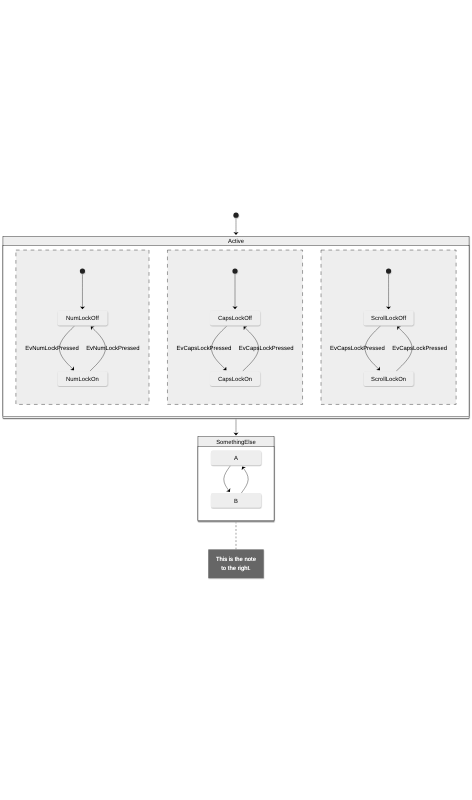 Active
NumLockOff
CapsLockOff
ScrollLockOff
EvNumLockPressed
EvNumLockPressed
EvCapsLockPressed
EvCapsLockPressed
EvCapsLockPressed
EvCapsLockPressed
NumLockOn
CapsLockOn
ScrollLockOn
SomethingElse
A
B
This is the note
to the right.